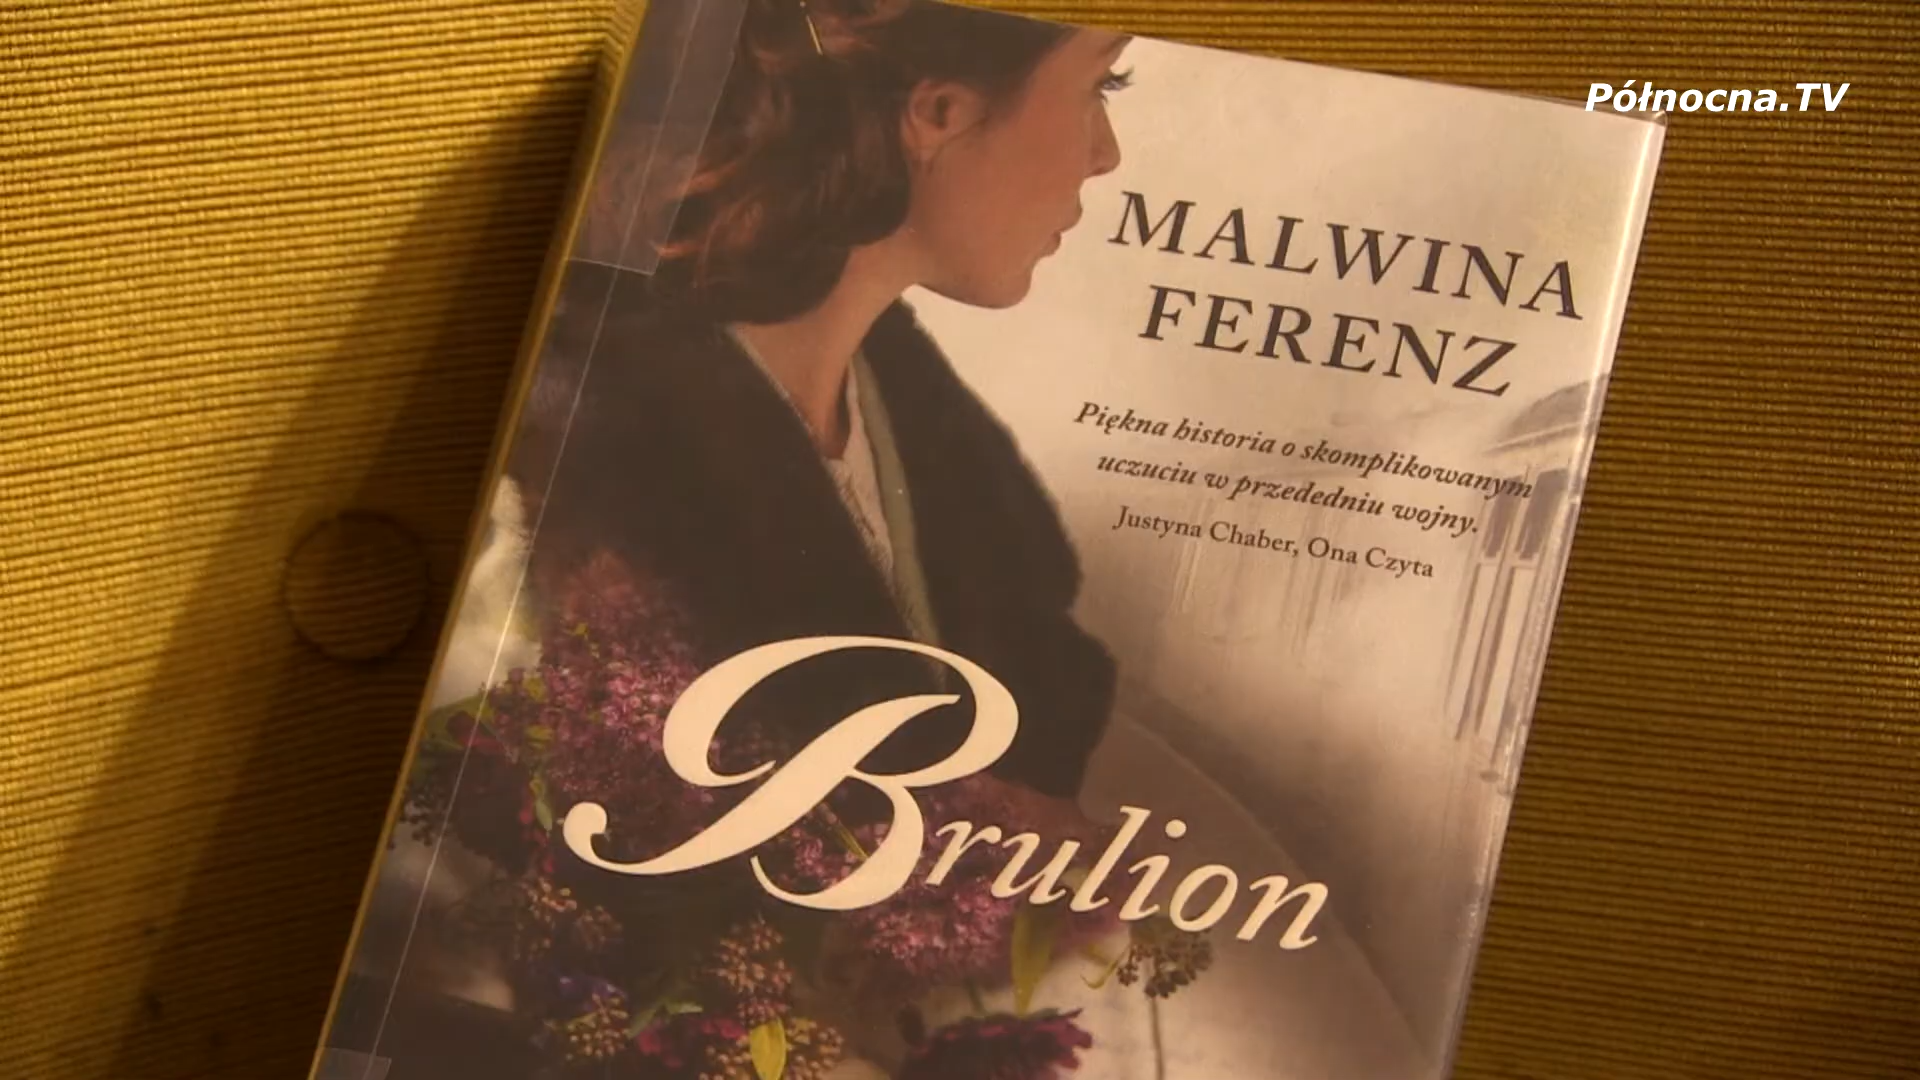 Północna.TV
MALWINA
FERENZ
Piękna historia o skomplikowanym
uczuciu w przededniu wojny.
Justyna Chaber, Ona Czyta
Brulion